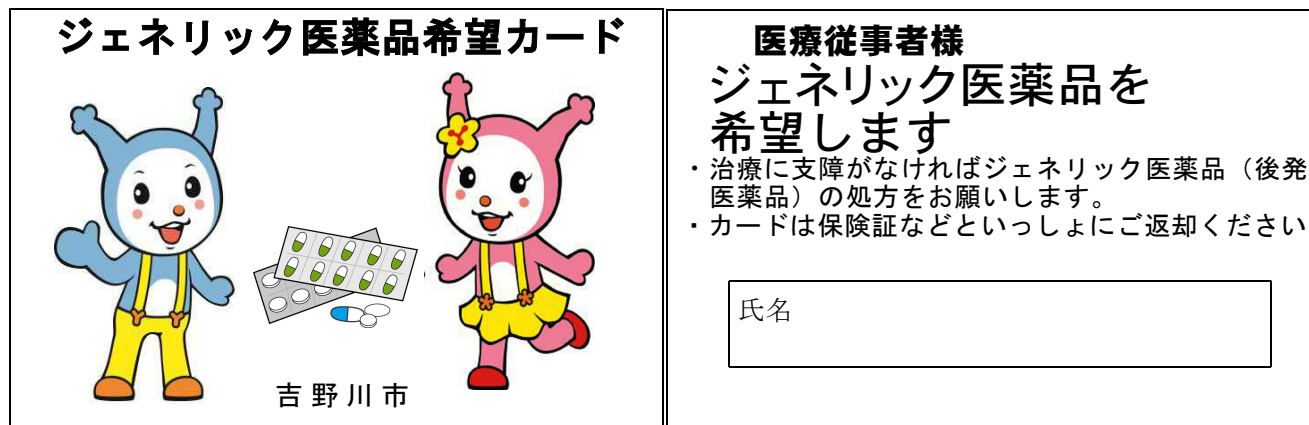 ジェネリック医薬品希望カード
吉野川市
医療従事者様
ジェネリック医薬品を
希望します
・治療に支障がなければジェネリック医薬品（後発
医薬品）の処方をお願いします。
・カードは保険証などといっしょにご返却ください
氏名